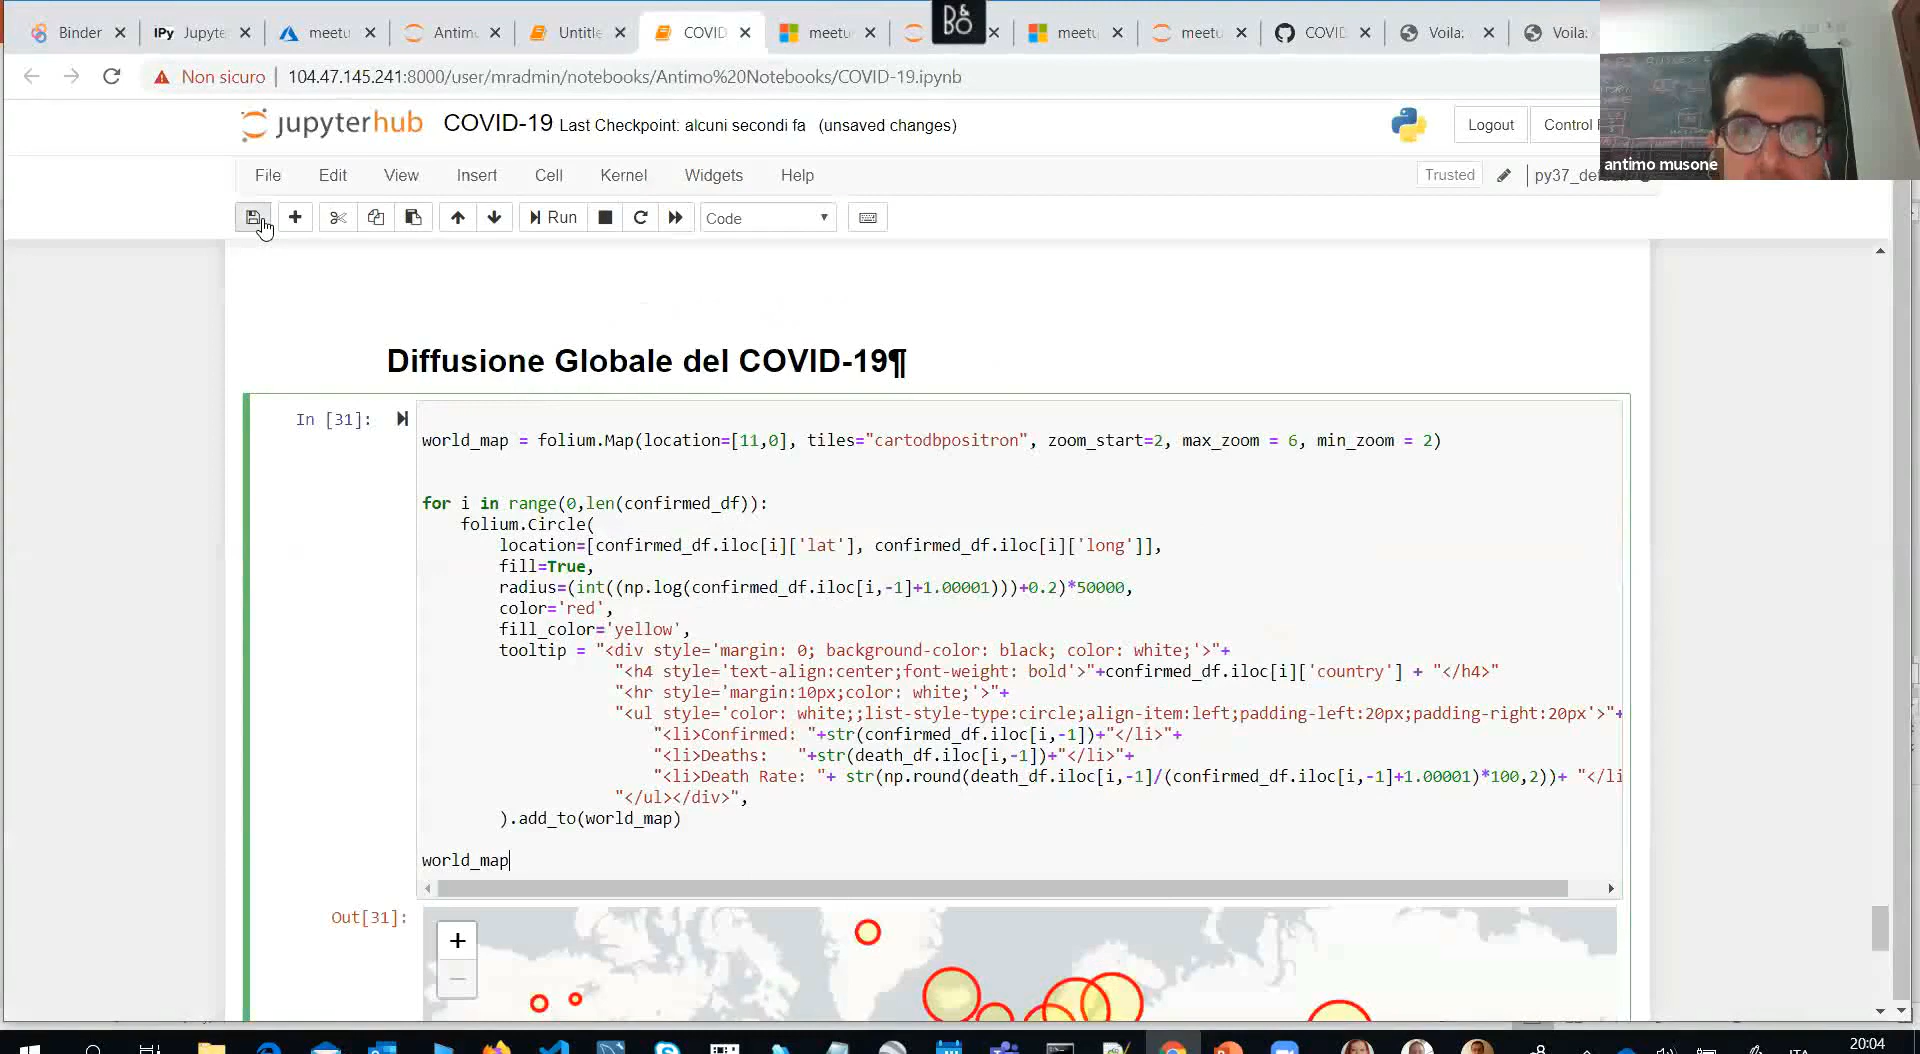 Binder
IPy Jupyte
meetu
Antim
Untitle
COVID
meetu
B&O
meetu
meetu
COVID
Voila:
Voila:
Non sicuro | 104.47.145.241:8000/user/mradmin/notebooks/Antimo%20Notebooks/COVID-19.ipynb
antimo musone
jupyterhub COVID-19 Last Checkpoint: alcuni secondi fa (unsaved changes)
Logout
Control
File Edit View Insert Cell Kernel Widgets Help
Trusted
Run
Code
Diffusione Globale del COVID-19¶
In [31]:
world_map = folium.Map(location=[11,0], tiles="cartodbpositron", zoom_start=2, max_zoom = 6, min_zoom = 2)
for i in range(0,len(confirmed_df)):
folium.Circle(
location=[confirmed_df.iloc[i]['lat'], confirmed_df.iloc[i]['long']],
fill=True,
radius=(int((np.log(confirmed_df.iloc[i,-1]+1.00001)))+0.2)*50000,
color='red',
fill_color='yellow',
tooltip = "<div style='margin: 0; background-color: black; color: white;'>"+
"<h4 style='text-align:center;font-weight: bold'>"+confirmed_df.iloc[i]['country'] + "</h4>"
"<hr style='margin:10px;color: white;'>"+
"<ul style='color: white;;list-style-type:circle;align-item:left;padding-left:20px;padding-right:20px'>"+
"<li>Confirmed: "+str(confirmed_df.iloc[i,-1])+"</li>"+
"<li>Deaths:   "+str(death_df.iloc[i,-1])+"</li>"+
"<li>Death Rate: "+ str(np.round(death_df.iloc[i,-1]/(confirmed_df.iloc[i,-1]+1.00001)*100,2))+ "</li
"</ul></div>",
).add_to(world_map)
world_map
Out[31]:
+
−
ITA
20:04